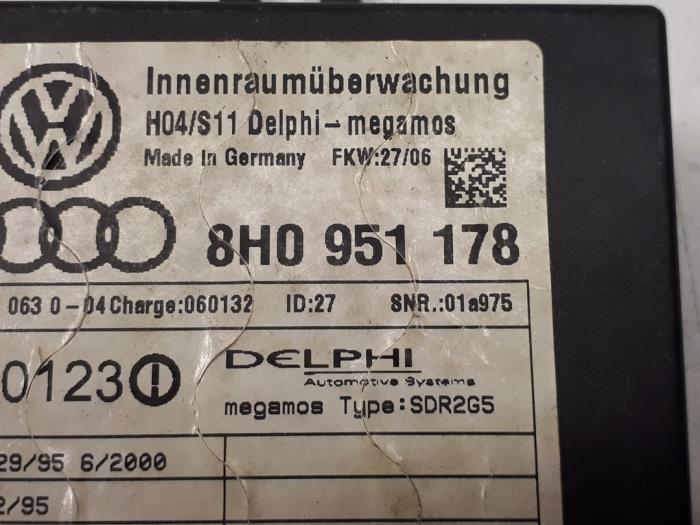 Innenraumüberwachung
H04/S11 Delphi-megamos
Made In Germany FKW:27/06
8H0 951 178
063 0-04 Charge:060132 ID:27 SNR.:01a975
0123
DELPHI
Automotive Systems
megamos Type:SDR2G5
29/95 6/2000
2/95